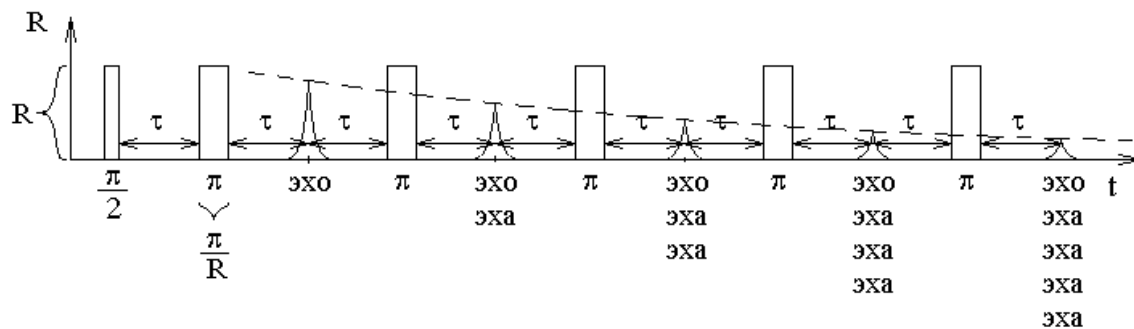 R
R
τ τ τ τ τ τ τ τ τ τ
π/2 π эхо π эхо π эхо π эхо π эхо t
π/R эха эха эха эха
эха эха эха
эха эха
эха